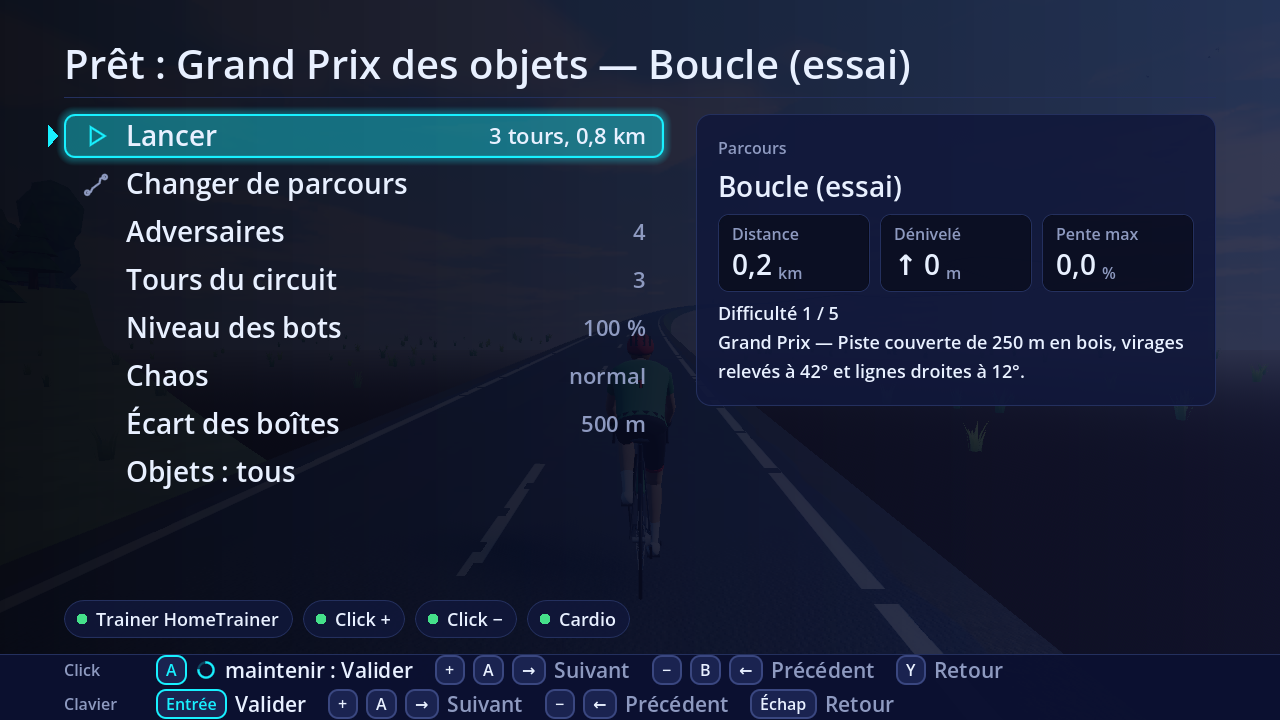 Prêt : Grand Prix des objets — Boucle (essai)
Lancer 3 tours, 0,8 km
Changer de parcours
Adversaires 4
Tours du circuit 3
Niveau des bots 100 %
Chaos normal
Écart des boîtes 500 m
Objets : tous
Parcours
Boucle (essai)
Distance Dénivelé Pente max
0,2 km ↑ 0 m 0,0 %
Difficulté 1 / 5
Grand Prix — Piste couverte de 250 m en bois, virages
relevés à 42° et lignes droites à 12°.
Trainer HomeTrainer Click + Click − Cardio
Click A maintenir : Valider + A → Suivant − B ← Précédent Y Retour
Clavier Entrée Valider + A → Suivant − ← Précédent Échap Retour